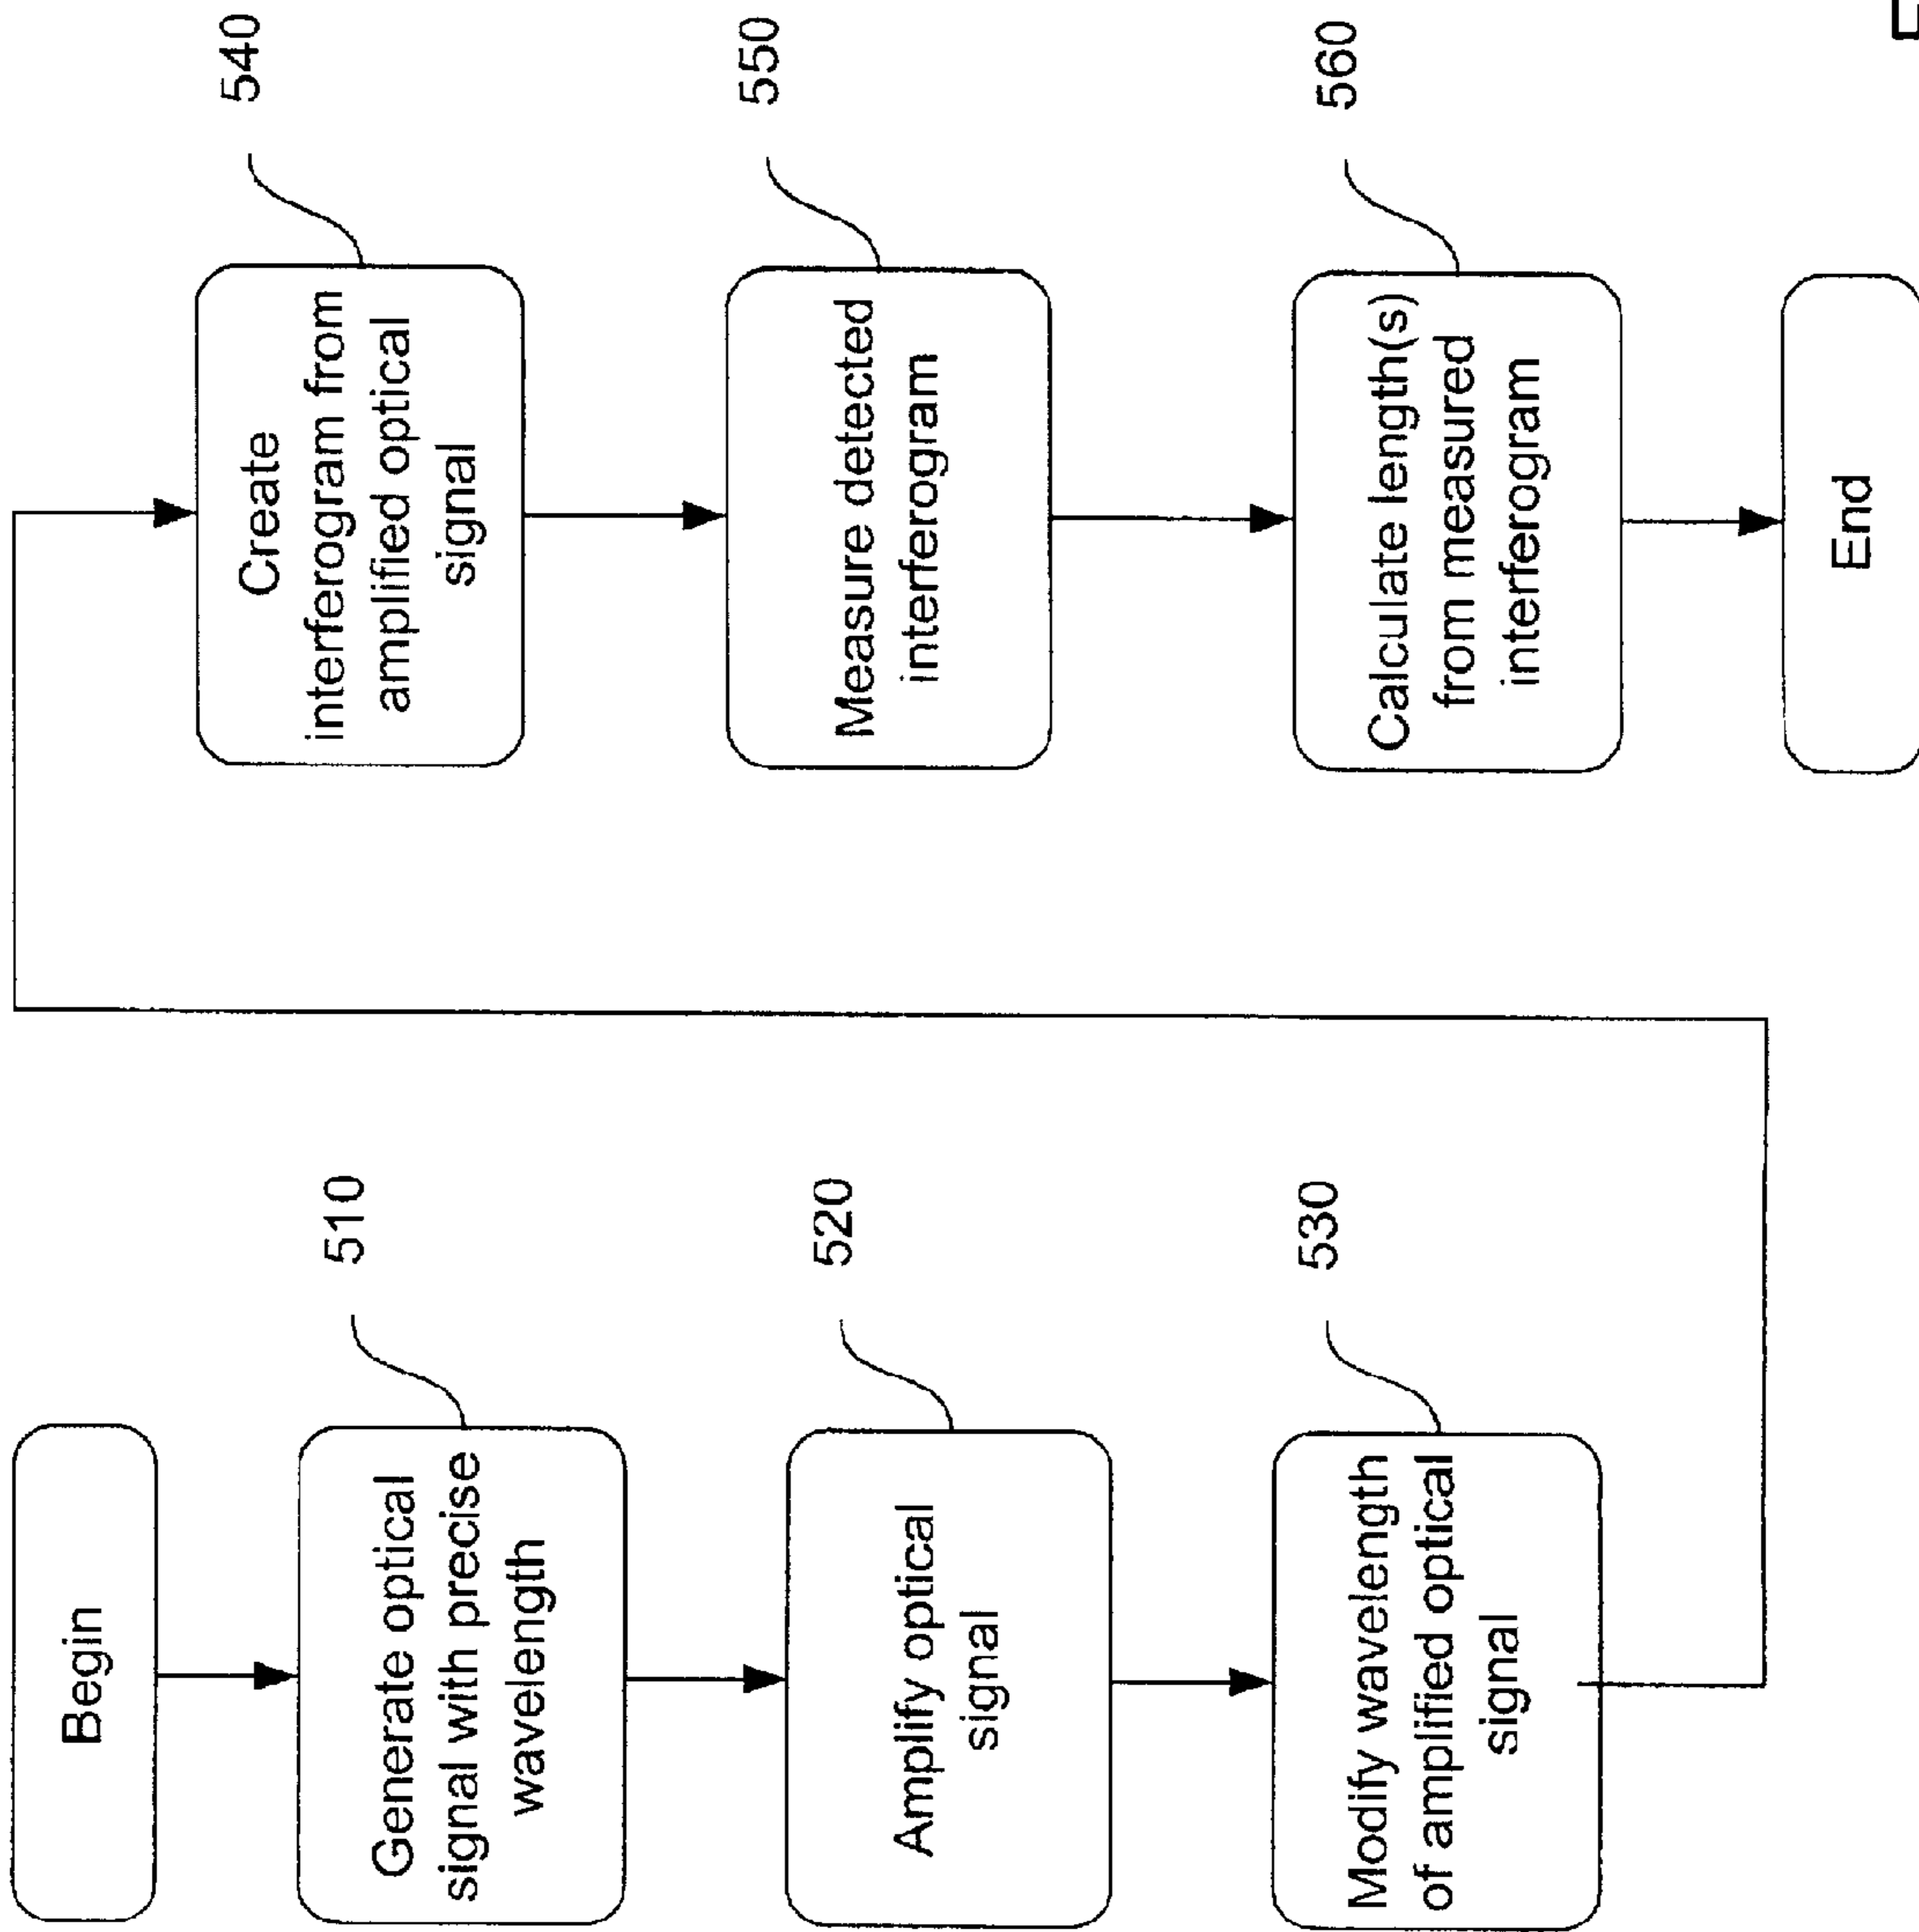 Begin
Generate optical
signal with precise
wavelength
510
Amplify optical
signal
520
Modify wavelength
of amplified optical
signal
530
Create
interferogram from
amplified optical
signal
540
Measure detected
interferogram
550
Calculate length(s)
from measured
interferogram
560
End